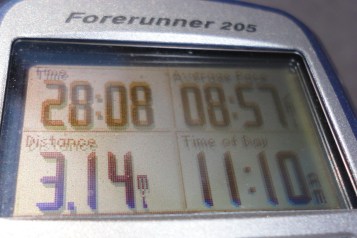 Forerunner 205
Time
28:08 08:57
Distance Time of Day
3.14 11:10